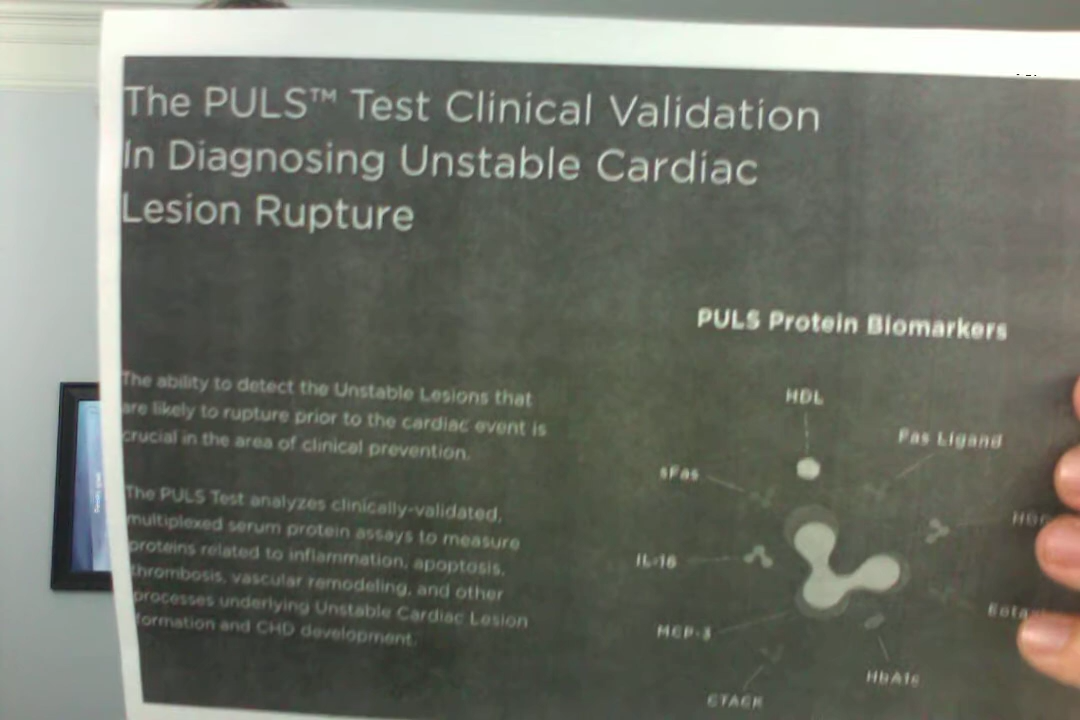 The PULS™ Test Clinical Validation
In Diagnosing Unstable Cardiac
Lesion Rupture
PULS Protein Biomarkers
The ability to detect the Unstable Lesions that
are likely to rupture prior to the cardiac event is
crucial in the area of clinical prevention.
The PULS Test analyzes clinically-validated,
multiplexed serum protein assays to measure
proteins related to inflammation, apoptosis,
thrombosis, vascular remodeling, and other
processes underlying Unstable Cardiac Lesion
formation and CHD development.
HDL
Fas Ligand
sFas
IL-16
MCP-3
HbA1c
CTACK